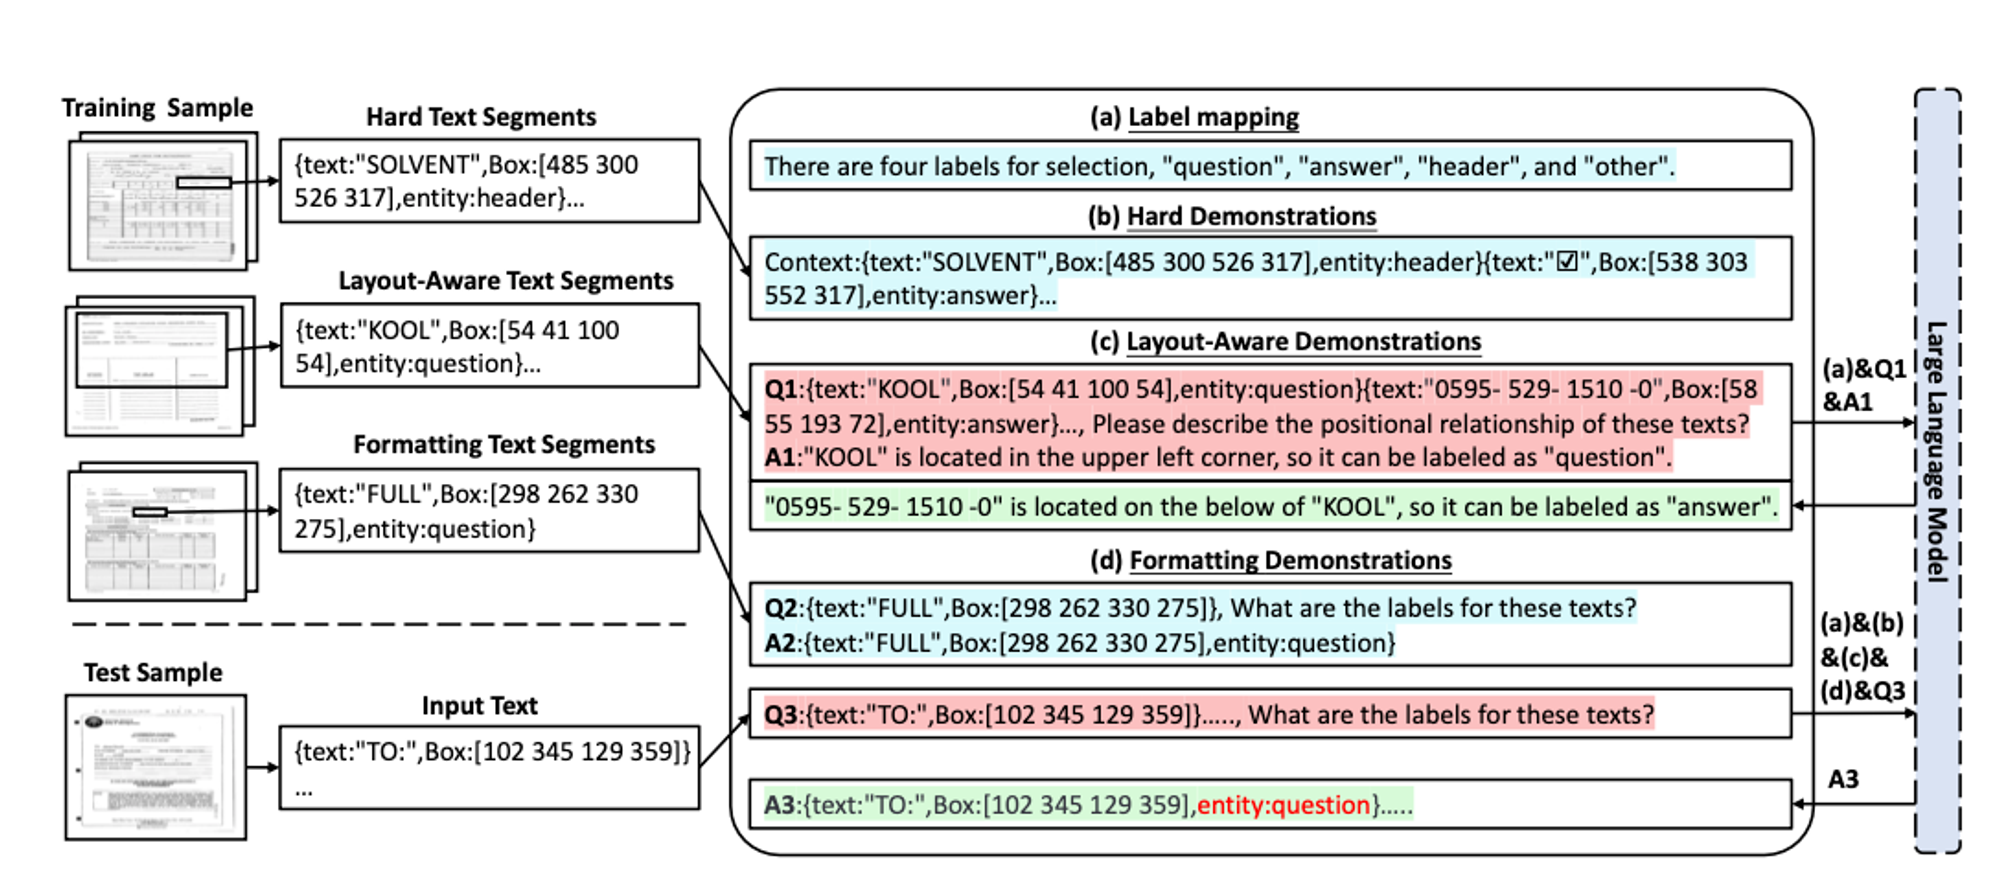 Training Sample
Hard Text Segments
{text:"SOLVENT",Box:[485 300
526 317],entity:header}...
Layout-Aware Text Segments
{text:"KOOL",Box:[54 41 100
54],entity:question}...
Formatting Text Segments
{text:"FULL",Box:[298 262 330
275],entity:question}
Test Sample
Input Text
{text:"TO:",Box:[102 345 129 359]}
...
(a) Label mapping
There are four labels for selection, "question", "answer", "header", and "other".
(b) Hard Demonstrations
Context:{text:"SOLVENT",Box:[485 300 526 317],entity:header}{text:"☑",Box:[538 303
552 317],entity:answer}...
(c) Layout-Aware Demonstrations
Q1:{text:"KOOL",Box:[54 41 100 54],entity:question}{text:"0595- 529- 1510 -0",Box:[58
55 193 72],entity:answer}..., Please describe the positional relationship of these texts?
A1:"KOOL" is located in the upper left corner, so it can be labeled as "question".
"0595- 529- 1510 -0" is located on the below of "KOOL", so it can be labeled as "answer".
(d) Formatting Demonstrations
Q2:{text:"FULL",Box:[298 262 330 275]}, What are the labels for these texts?
A2:{text:"FULL",Box:[298 262 330 275],entity:question}
Q3:{text:"TO:",Box:[102 345 129 359]}....., What are the labels for these texts?
A3:{text:"TO:",Box:[102 345 129 359],entity:question}.....
(a)&Q1
&A1
(a)&(b)
&(c)&
(d)&Q3
A3
Large Language Model